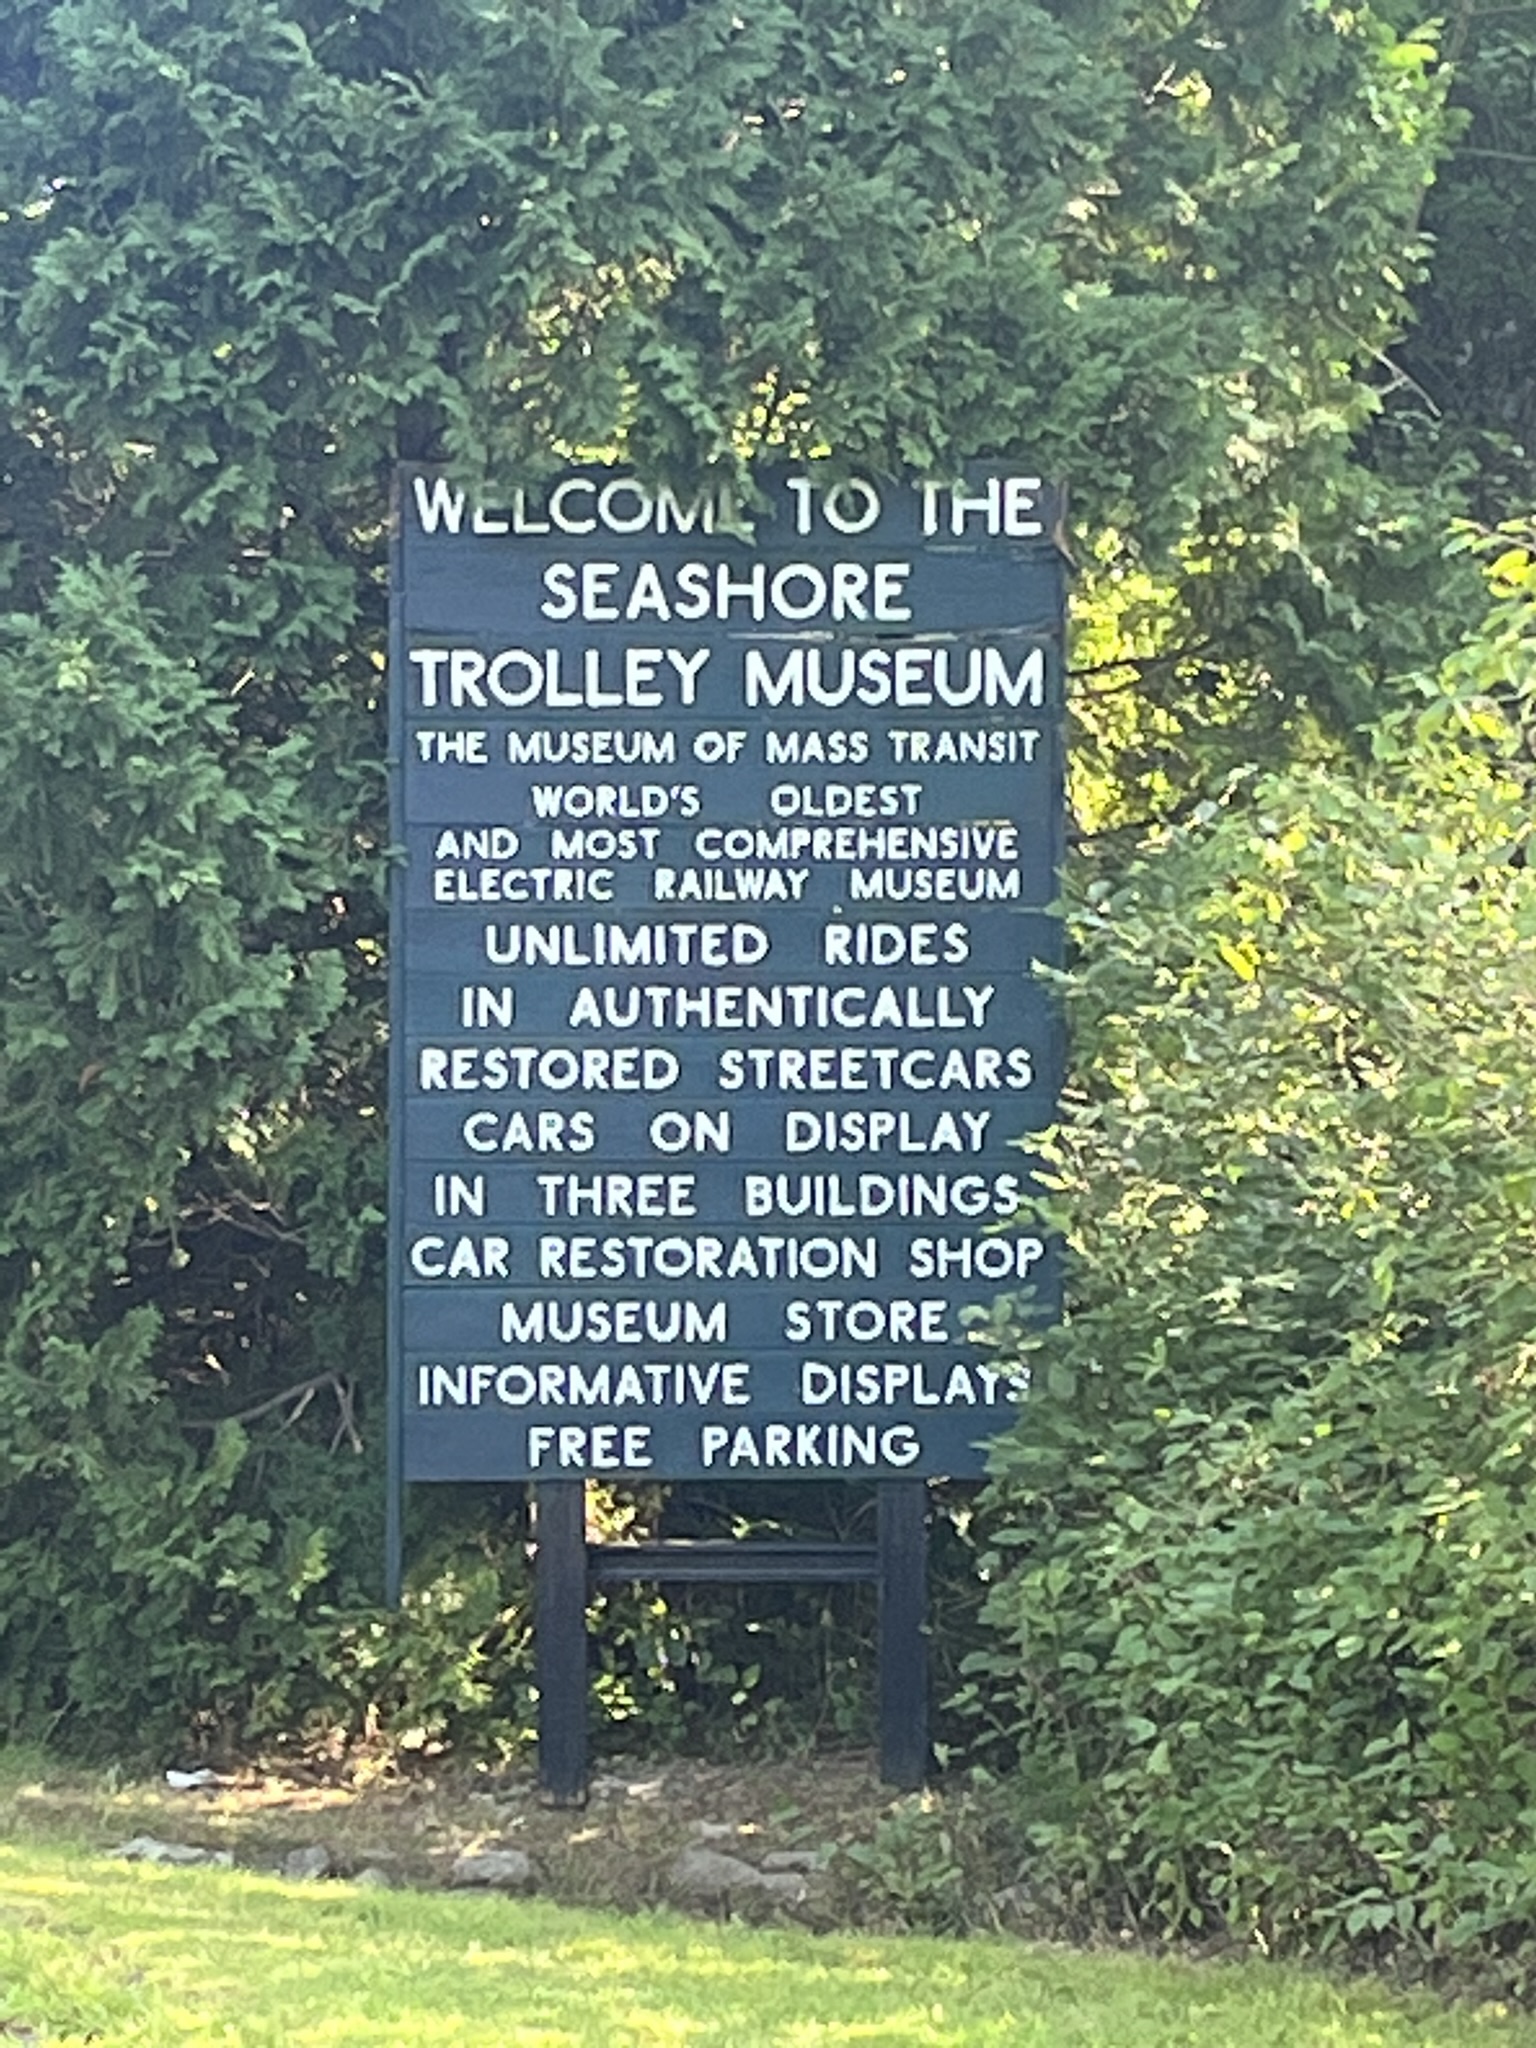 WELCOME TO THE
SEASHORE
TROLLEY MUSEUM
THE MUSEUM OF MASS TRANSIT
WORLD'S OLDEST
AND MOST COMPREHENSIVE
ELECTRIC RAILWAY MUSEUM
UNLIMITED RIDES
IN AUTHENTICALLY
RESTORED STREETCARS
CARS ON DISPLAY
IN THREE BUILDINGS
CAR RESTORATION SHOP
MUSEUM STORE
INFORMATIVE DISPLAYS
FREE PARKING